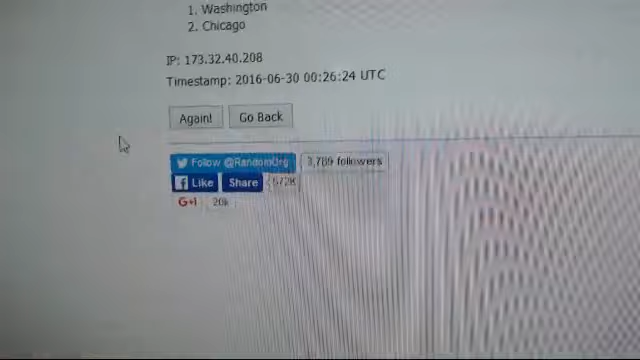 1. Washington
2. Chicago
IP: 173.32.40.208
Timestamp: 2016-06-30 00:26:24 UTC
Again! Go Back
Follow @RandomOrg 3,789 followers
Like Share 572K
G+1 20k